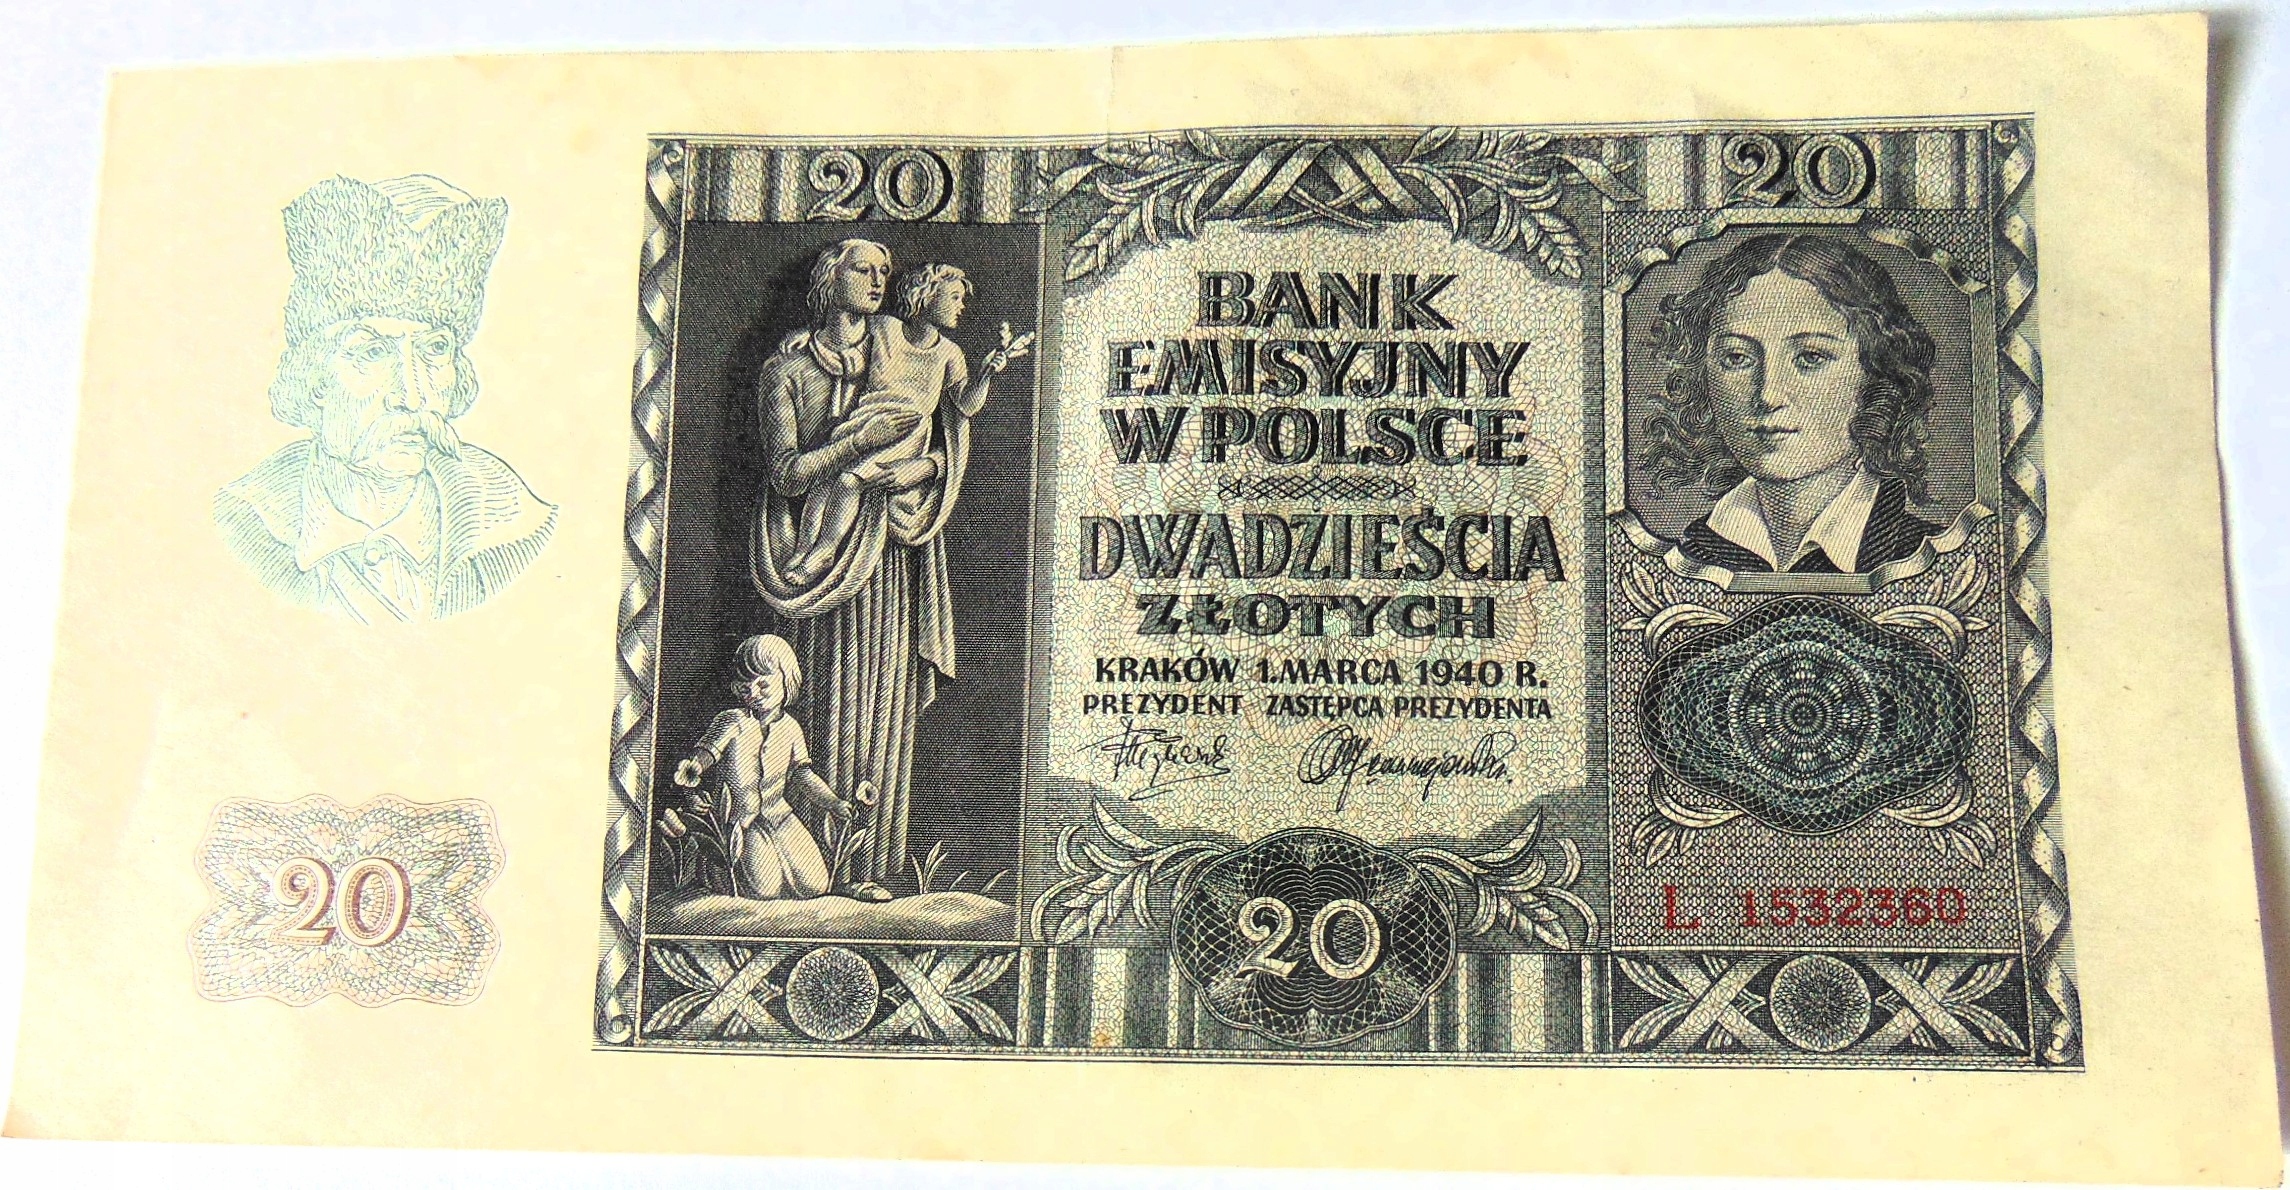 20
20
BANK
EMISYJNY
W POLSCE
DWADZIEŚCIA
ZŁOTYCH
KRAKÓW 1. MARCA 1940 R.
PREZYDENT ZASTĘPCA PREZYDENTA
20
20
L 1532360